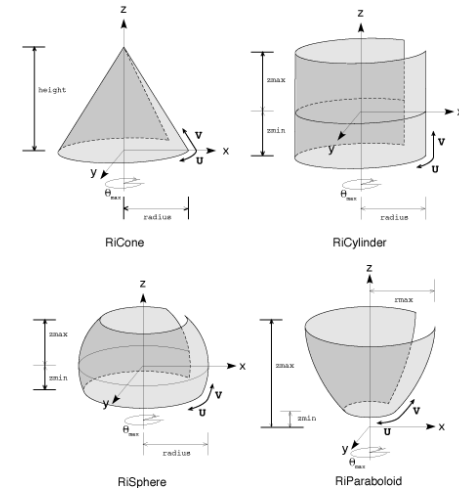 z
height
V
U
x
y
Θmax
radius
RiCone
z
zmax
zmin
x
y
V
U
Θmax
radius
RiCylinder
z
zmax
zmin
x
y
V
U
Θmax
radius
RiSphere
z
rmax
zmax
zmin
V
U
x
y
Θmax
RiParaboloid